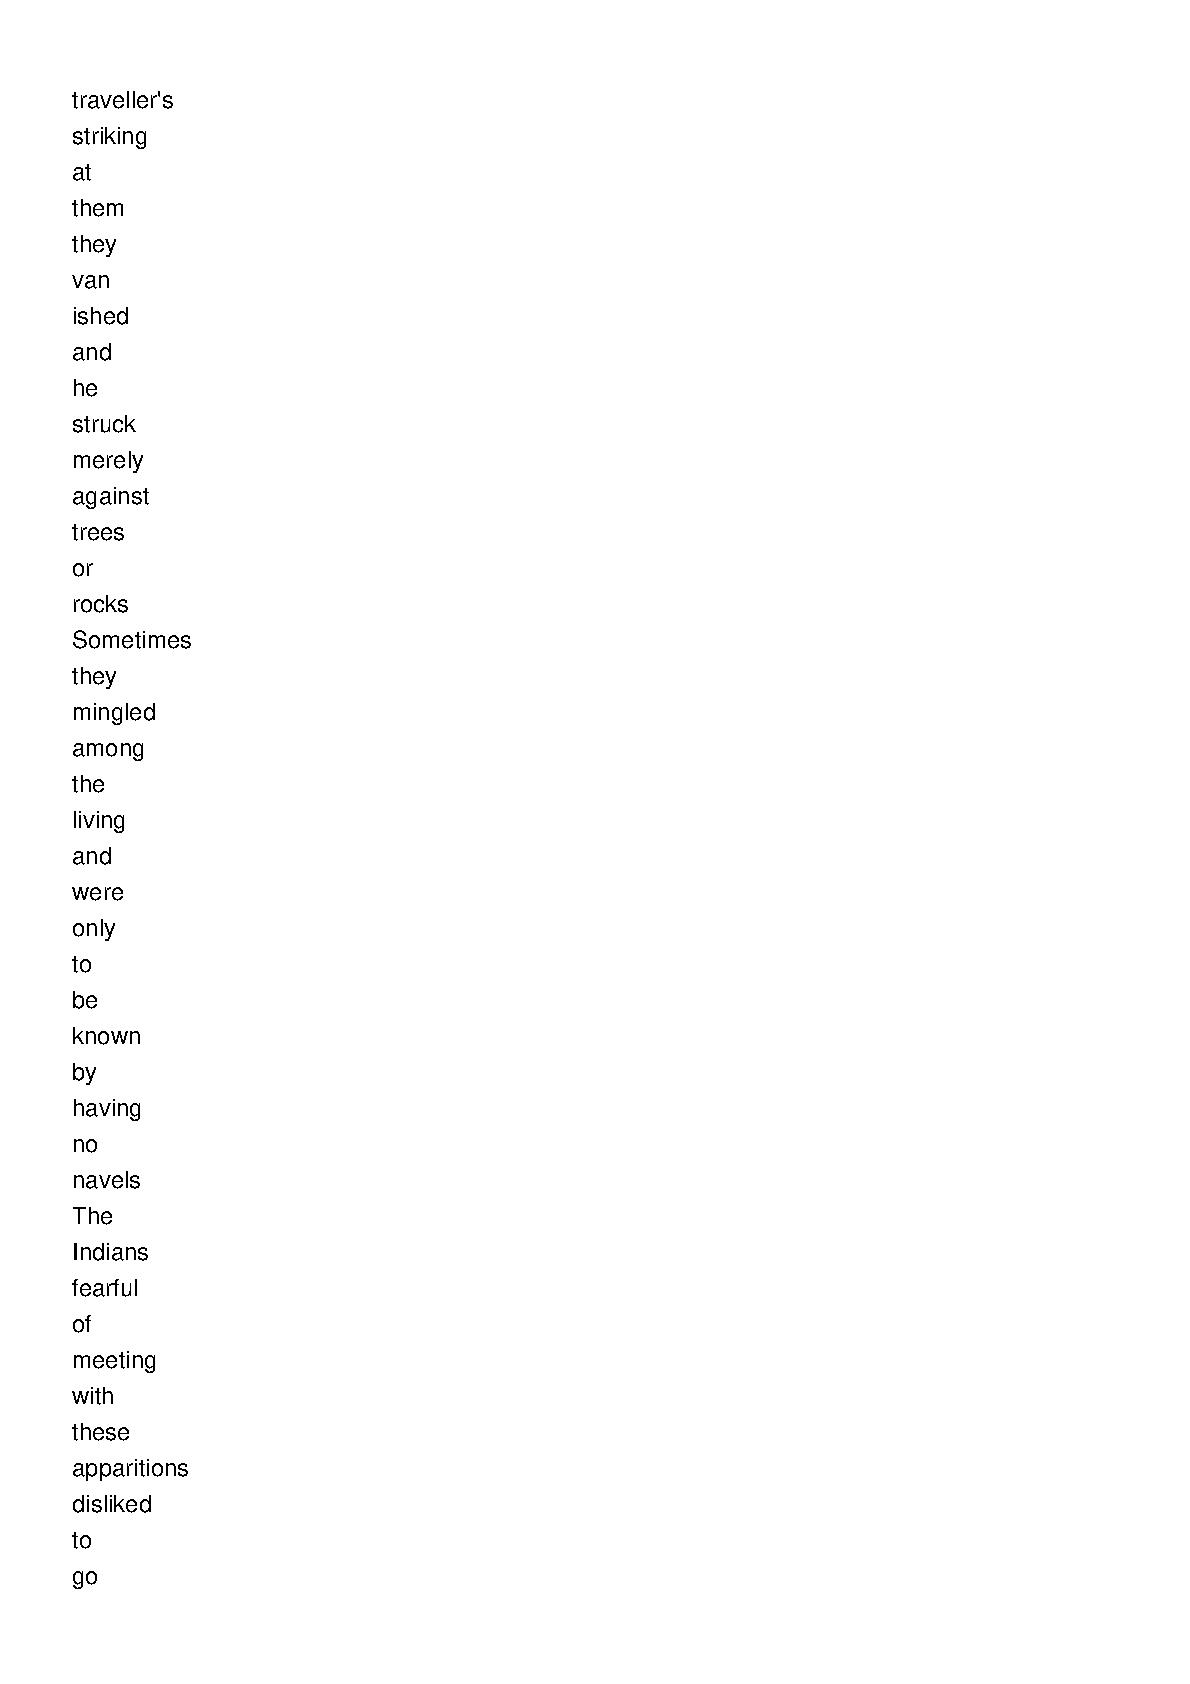 traveller's
striking
at
them
they
van
ished
and
he
struck
merely
against
trees
or
rocks
Sometimes
they
mingled
among
the
living
and
were
only
to
be
known
by
having
no
navels
The
Indians
fearful
of
meeting
with
these
apparitions
disliked
to
go